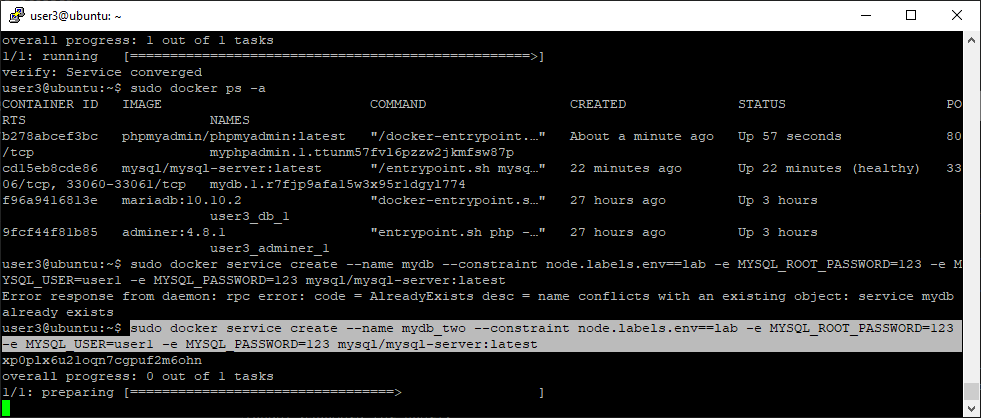 user3@ubuntu: ~
overall progress: 1 out of 1 tasks
1/1: running   [==================================================>]
verify: Service converged
user3@ubuntu:~$ sudo docker ps -a
CONTAINER ID   IMAGE                          COMMAND                  CREATED              STATUS                    PO
RTS                       NAMES
b278abcef3bc   phpmyadmin/phpmyadmin:latest   "/docker-entrypoint.…"   About a minute ago   Up 57 seconds             80
/tcp                      myphpadmin.1.ttunm57fvl6pzzw2jkmfsw87p
cd15eb8cde86   mysql/mysql-server:latest      "/entrypoint.sh mysq…"   22 minutes ago       Up 22 minutes (healthy)   33
06/tcp, 33060-33061/tcp   mydb.1.r7fjp9afa15w3x95rldgyl774
f96a9416813e   mariadb:10.10.2                "docker-entrypoint.s…"   27 hours ago         Up 3 hours
user3_db_1
9fcf44f81b85   adminer:4.8.1                  "entrypoint.sh php -…"   27 hours ago         Up 3 hours
user3_adminer_1
user3@ubuntu:~$ sudo docker service create --name mydb --constraint node.labels.env==lab -e MYSQL_ROOT_PASSWORD=123 -e M
YSQL_USER=user1 -e MYSQL_PASSWORD=123 mysql/mysql-server:latest
Error response from daemon: rpc error: code = AlreadyExists desc = name conflicts with an existing object: service mydb
already exists
user3@ubuntu:~$ sudo docker service create --name mydb_two --constraint node.labels.env==lab -e MYSQL_ROOT_PASSWORD=123
-e MYSQL_USER=user1 -e MYSQL_PASSWORD=123 mysql/mysql-server:latest
xp0plx6u2loqn7cgpuf2m6ohn
overall progress: 0 out of 1 tasks
1/1: preparing [=================================>                 ]